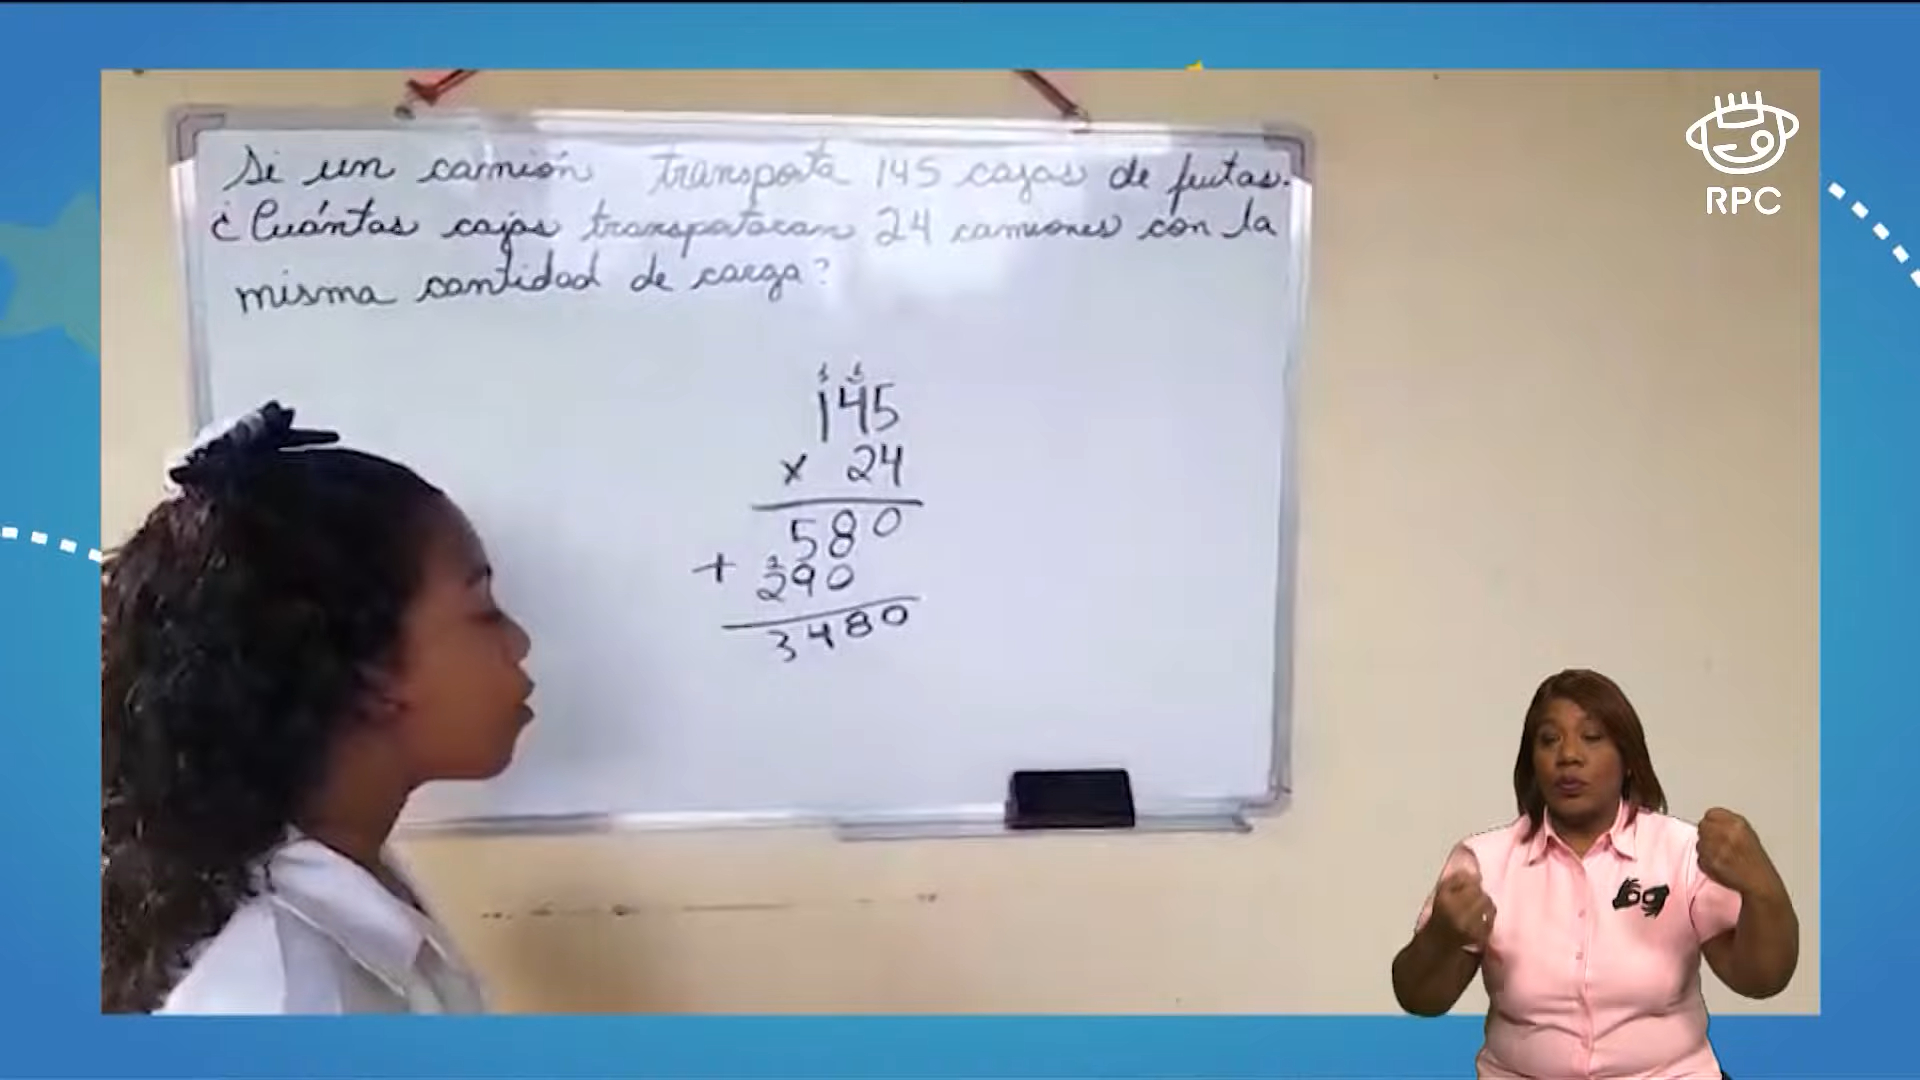 Si un camión transporta 145 cajas de frutas.
¿Cuántas cajas transportaran 24 camiones con la
misma cantidad de carga?
145
x 24
580
+ 290
3480
RPC